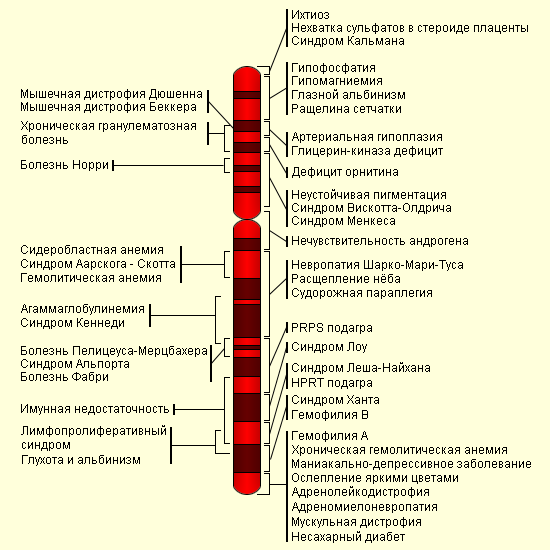 Ихтиоз
Нехватка сульфатов в стероиде плаценты
Синдром Кальмана
Гипофосфатия
Гипомагниемия
Глазной альбинизм
Ращелина сетчатки
Мышечная дистрофия Дюшенна
Мышечная дистрофия Беккера
Хроническая гранулематозная
болезнь
Артериальная гипоплазия
Глицерин-киназа дефицит
Болезнь Норри
Дефицит орнитина
Неустойчивая пигментация
Синдром Вискотта-Олдрича
Синдром Менкеса
Нечувствительность андрогена
Сидеробластная анемия
Синдром Аарскога - Скотта
Гемолитическая анемия
Невропатия Шарко-Мари-Туса
Расщепление нёба
Судорожная параплегия
Агаммаглобулинемия
Синдром Кеннеди
PRPS подагра
Синдром Лоу
Болезнь Пелицеуса-Мерцбахера
Синдром Альпорта
Болезнь Фабри
Синдром Леша-Найхана
HPRT подагра
Имунная недостаточность
Синдром Ханта
Гемофилия B
Лимфопролиферативный
синдром
Глухота и альбинизм
Гемофилия А
Хроническая гемолитическая анемия
Маниакально-депрессивное заболевание
Ослепление яркими цветами
Адренолейкодистрофия
Адреномиелоневропатия
Мускульная дистрофия
Несахарный диабет